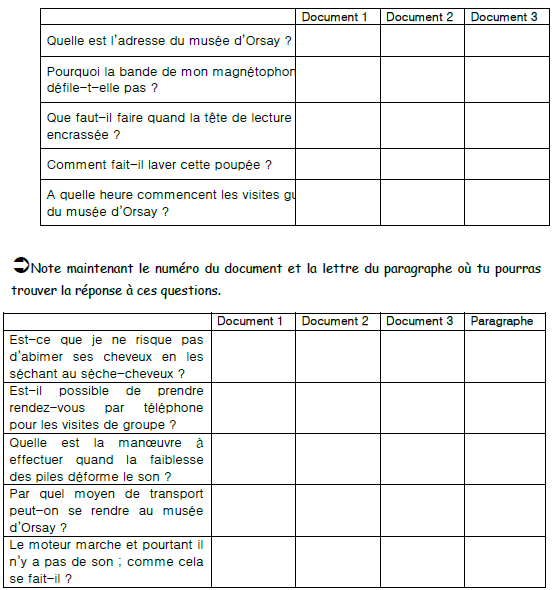 Document 1 Document 2 Document 3
Quelle est l'adresse du musée d'Orsay ?
Pourquoi la bande de mon magnétophon
défile-t-elle pas ?
Que faut-il faire quand la tête de lecture
encrassée ?
Comment fait-il laver cette poupée ?
A quelle heure commencent les visites gu
du musée d'Orsay ?
Note maintenant le numéro du document et la lettre du paragraphe où tu pourras
trouver la réponse à ces questions.
Document 1 Document 2 Document 3 Paragraphe
Est-ce que je ne risque pas
d'abimer ses cheveux en les
séchant au sèche-cheveux ?
Est-il possible de prendre
rendez-vous par téléphone
pour les visites de groupe ?
Quelle est la manœuvre à
effectuer quand la faiblesse
des piles déforme le son ?
Par quel moyen de transport
peut-on se rendre au musée
d'Orsay ?
Le moteur marche et pourtant il
n'y a pas de son ; comme cela
se fait-il ?